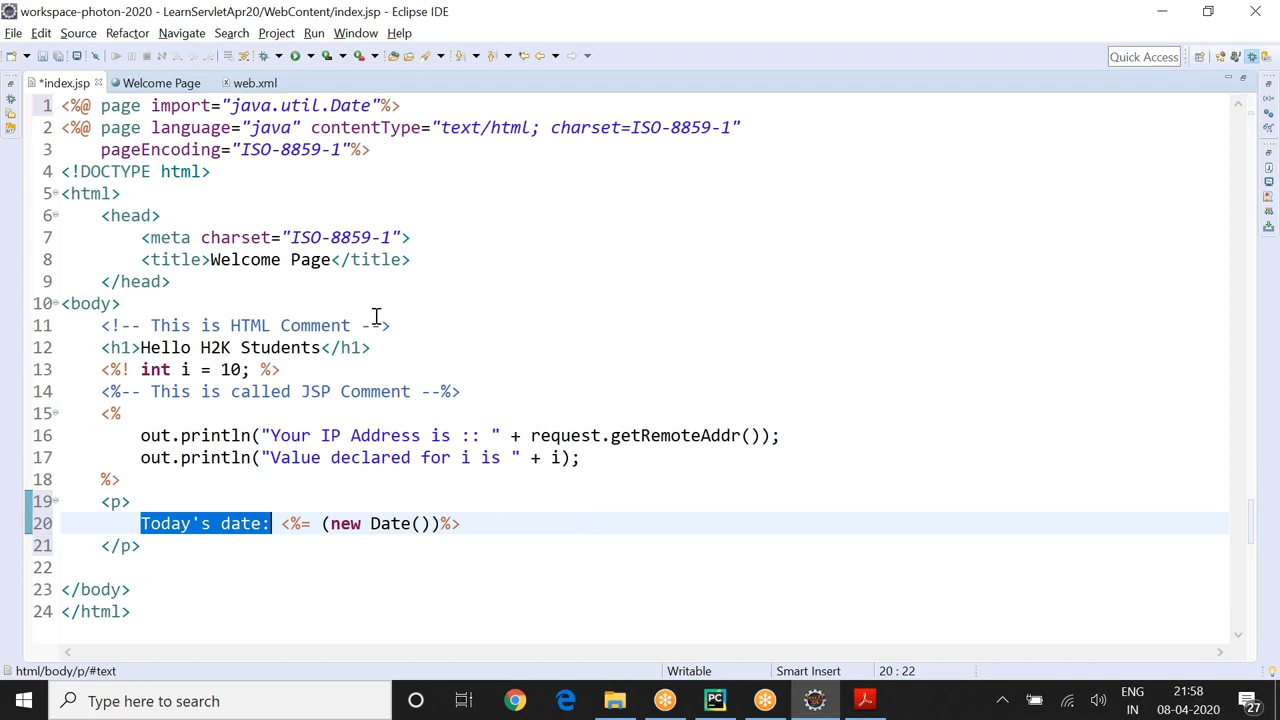 workspace-photon-2020 - LearnServletApr20/WebContent/index.jsp - Eclipse IDE
File Edit Source Refactor Navigate Search Project Run Window Help
Quick Access
*index.jsp Welcome Page web.xml
1 <%@ page import="java.util.Date"%>
2 <%@ page language="java" contentType="text/html; charset=ISO-8859-1"
3 pageEncoding="ISO-8859-1"%>
4 <!DOCTYPE html>
5 <html>
6 <head>
7 <meta charset="ISO-8859-1">
8 <title>Welcome Page</title>
9 </head>
10 <body>
11 <!-- This is HTML Comment -->
12 <h1>Hello H2K Students</h1>
13 <%! int i = 10; %>
14 <%-- This is called JSP Comment --%>
15 <%
16 out.println("Your IP Address is :: " + request.getRemoteAddr());
17 out.println("Value declared for i is " + i);
18 %>
19 <p>
20 Today's date: <%= (new Date())%>
21 </p>
22
23 </body>
24 </html>
html/body/p/#text Writable Smart Insert 20 : 22
Type here to search
PC
ENG
IN
21:58
08-04-2020
27